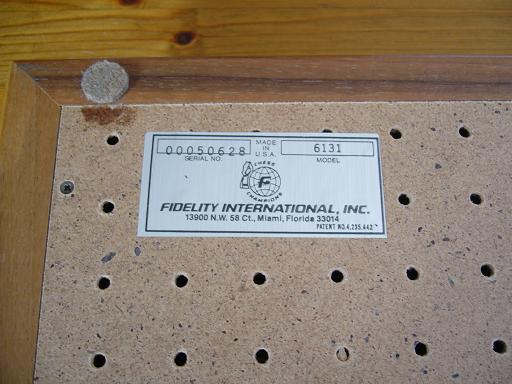 00050628
SERIAL NO.
MADE
IN
U.S.A.
6131
MODEL
CHESS
F
CHAMPIONS
FIDELITY INTERNATIONAL, INC.
13900 N.W. 58 Ct., Miami, Florida 33014
PATENT NO. 4,235,442